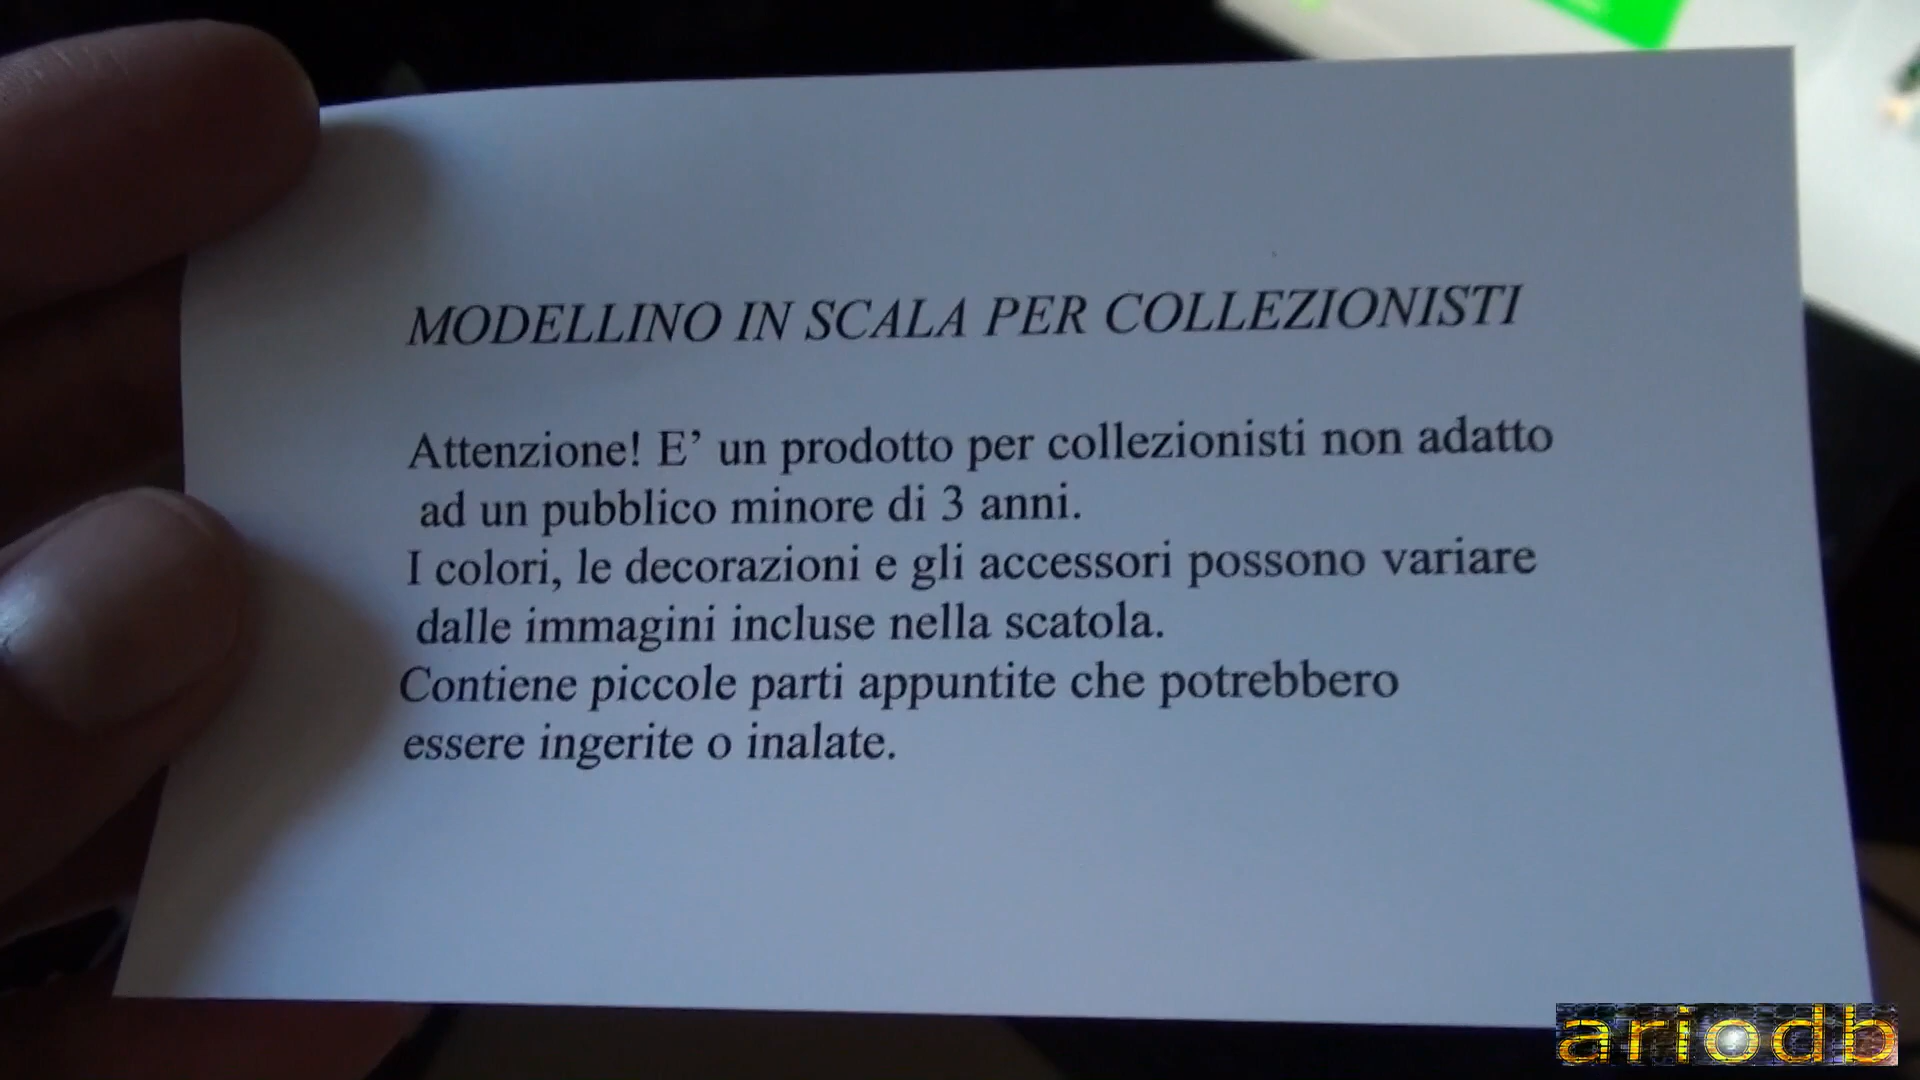 MODELLINO IN SCALA PER COLLEZIONISTI
Attenzione! E’ un prodotto per collezionisti non adatto
ad un pubblico minore di 3 anni.
I colori, le decorazioni e gli accessori possono variare
dalle immagini incluse nella scatola.
Contiene piccole parti appuntite che potrebbero
essere ingerite o inalate.
ariodb